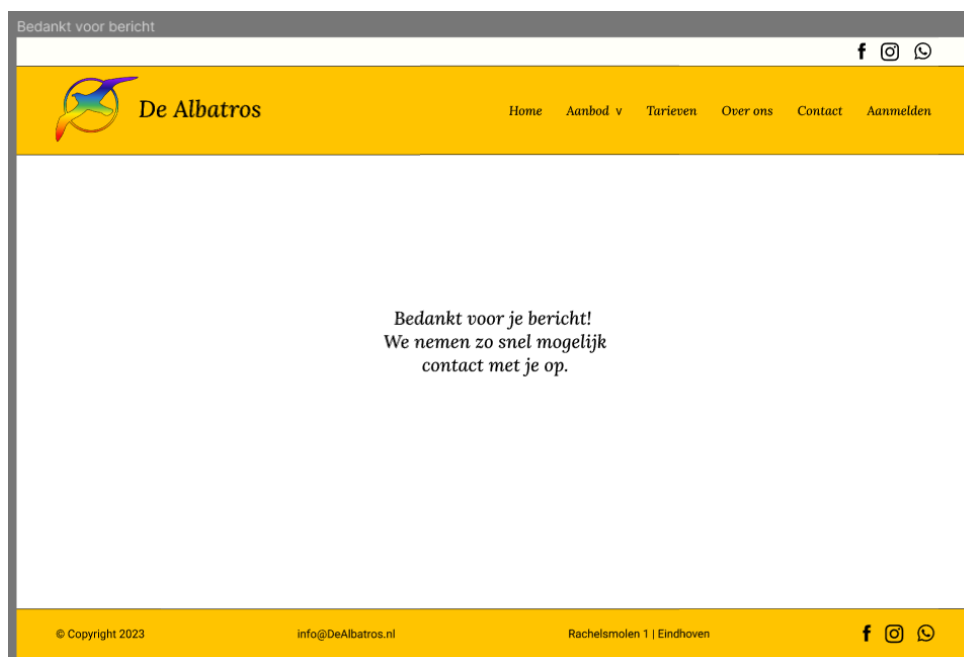 Bedankt voor bericht
De Albatros
Home Aanbod v Tarieven Over ons Contact Aanmelden
Bedankt voor je bericht!
We nemen zo snel mogelijk
contact met je op.
© Copyright 2023 info@DeAlbatros.nl Rachelsmolen 1 | Eindhoven